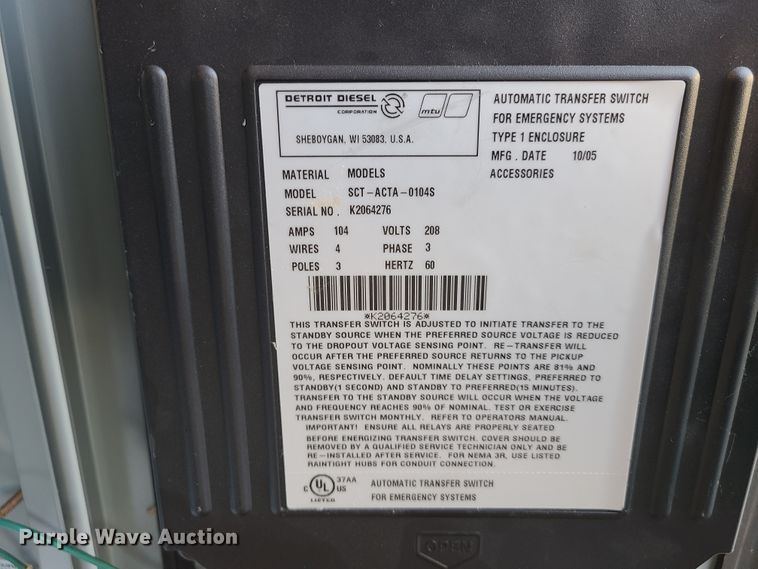 DETROIT DIESEL
CORPORATION
mtu
SHEBOYGAN, WI 53083, U.S.A.
AUTOMATIC TRANSFER SWITCH
FOR EMERGENCY SYSTEMS
TYPE 1 ENCLOSURE
MFG. DATE 10/05
ACCESSORIES
MATERIAL MODELS
MODEL SCT-ACTA-0104S
SERIAL NO. K2064276
AMPS 104 VOLTS 208
WIRES 4 PHASE 3
POLES 3 HERTZ 60
*K2064276*
THIS TRANSFER SWITCH IS ADJUSTED TO INITIATE TRANSFER TO THE
STANDBY SOURCE WHEN THE PREFERRED SOURCE VOLTAGE IS REDUCED
TO THE DROPOUT VOLTAGE SENSING POINT. RE-TRANSFER WILL
OCCUR AFTER THE PREFERRED SOURCE RETURNS TO THE PICKUP
VOLTAGE SENSING POINT. NOMINALLY THESE POINTS ARE 81% AND
90%, RESPECTIVELY. DEFAULT TIME DELAY SETTINGS, PREFERRED TO
STANDBY(1 SECOND) AND STANDBY TO PREFERRED(15 MINUTES).
TRANSFER TO THE STANDBY SOURCE WILL OCCUR WHEN THE VOLTAGE
AND FREQUENCY REACHES 90% OF NOMINAL. TEST OR EXERCISE
TRANSFER SWITCH MONTHLY. REFER TO OPERATORS MANUAL.
IMPORTANT! ENSURE ALL RELAYS ARE PROPERLY SEATED
BEFORE ENERGIZING TRANSFER SWITCH. COVER SHOULD BE
REMOVED BY A QUALIFIED SERVICE TECHNICIAN ONLY AND BE
RE-INSTALLED AFTER SERVICE. FOR NEMA 3R, USE LISTED
RAINTIGHT HUBS FOR CONDUIT CONNECTION.
C UL US 37AA
LISTED
AUTOMATIC TRANSFER SWITCH
FOR EMERGENCY SYSTEMS
OPEN
Purple Wave Auction